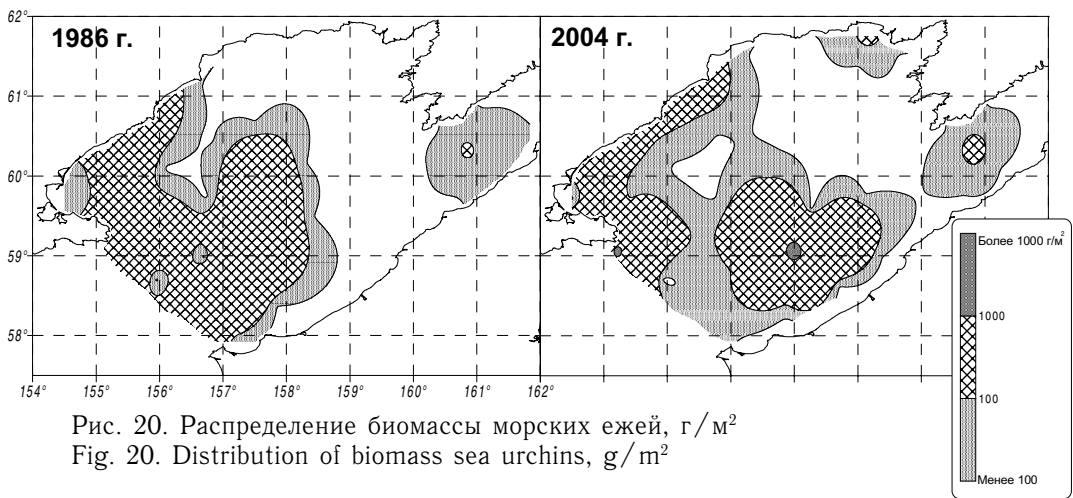 62°
1986 г.
2004 г.
61°
60°
59°
58°
154°
155°
156°
157°
158°
159°
160°
161°
162°
Более 1000 г/м²
1000
100
Менее 100
Рис. 20. Распределение биомассы морских ежей, г/м²
Fig. 20. Distribution of biomass sea urchins, g/m²